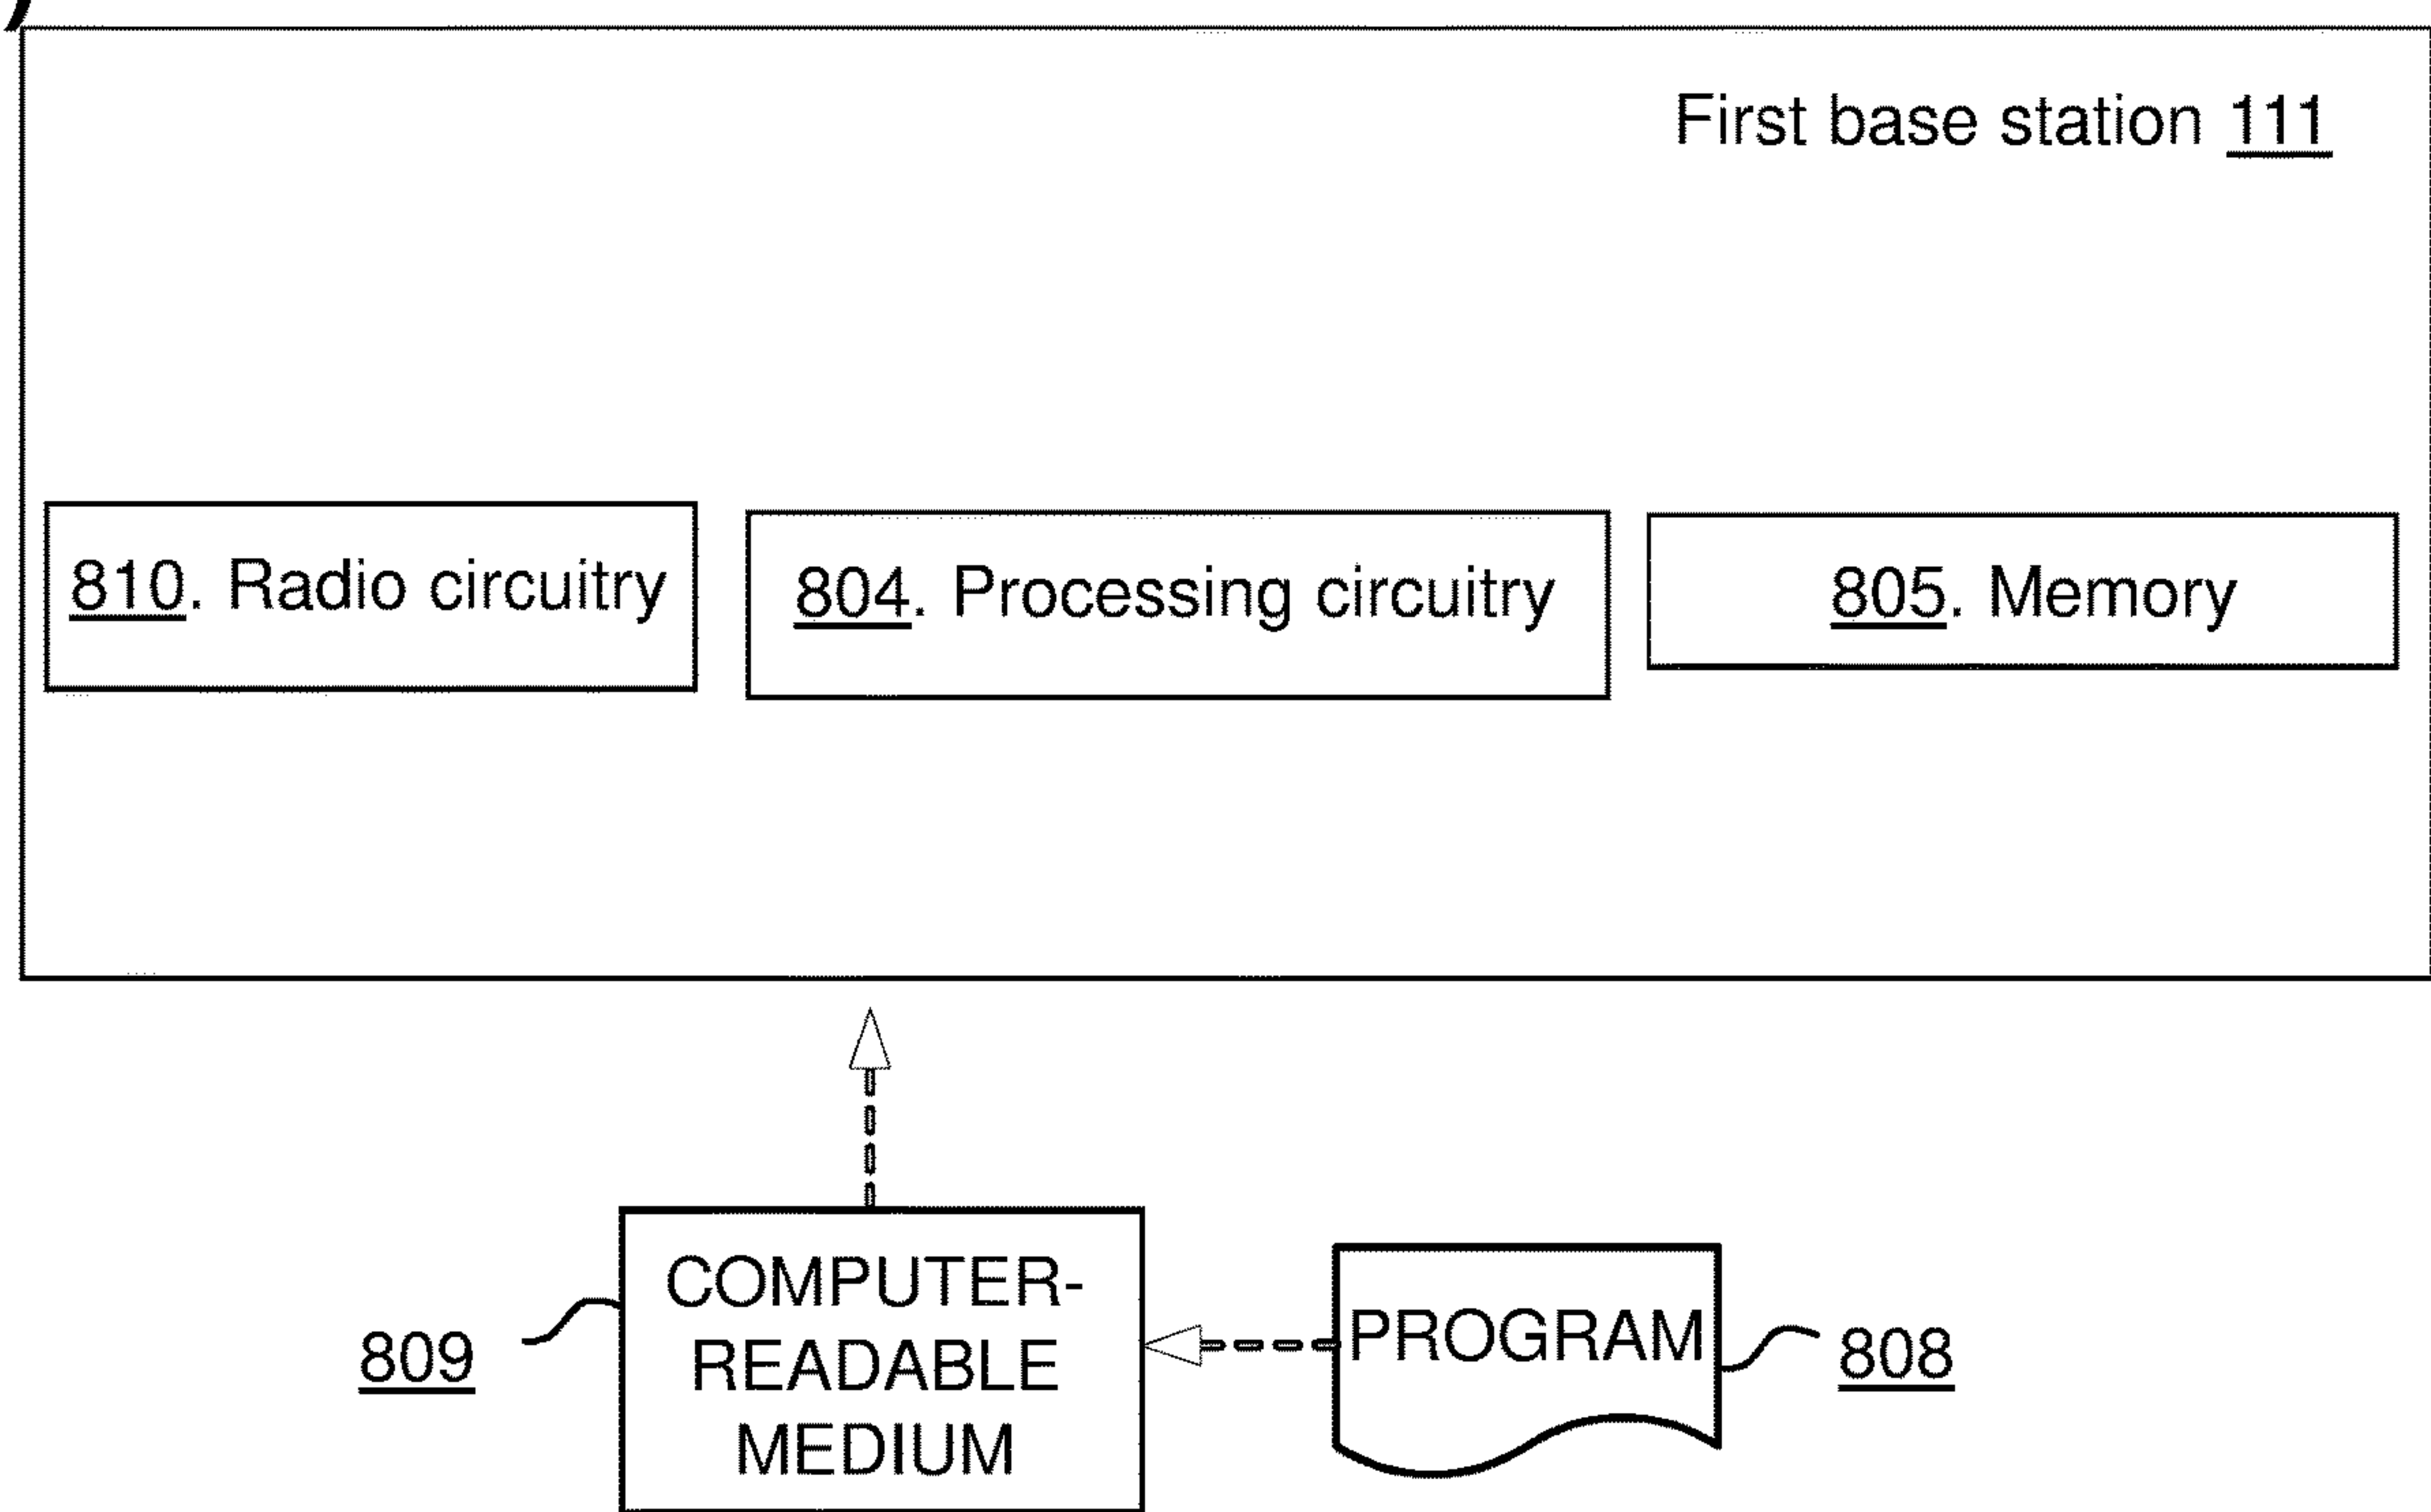 )
First base station 111
810. Radio circuitry
804. Processing circuitry
805. Memory
COMPUTER-
READABLE
MEDIUM
809
PROGRAM
808